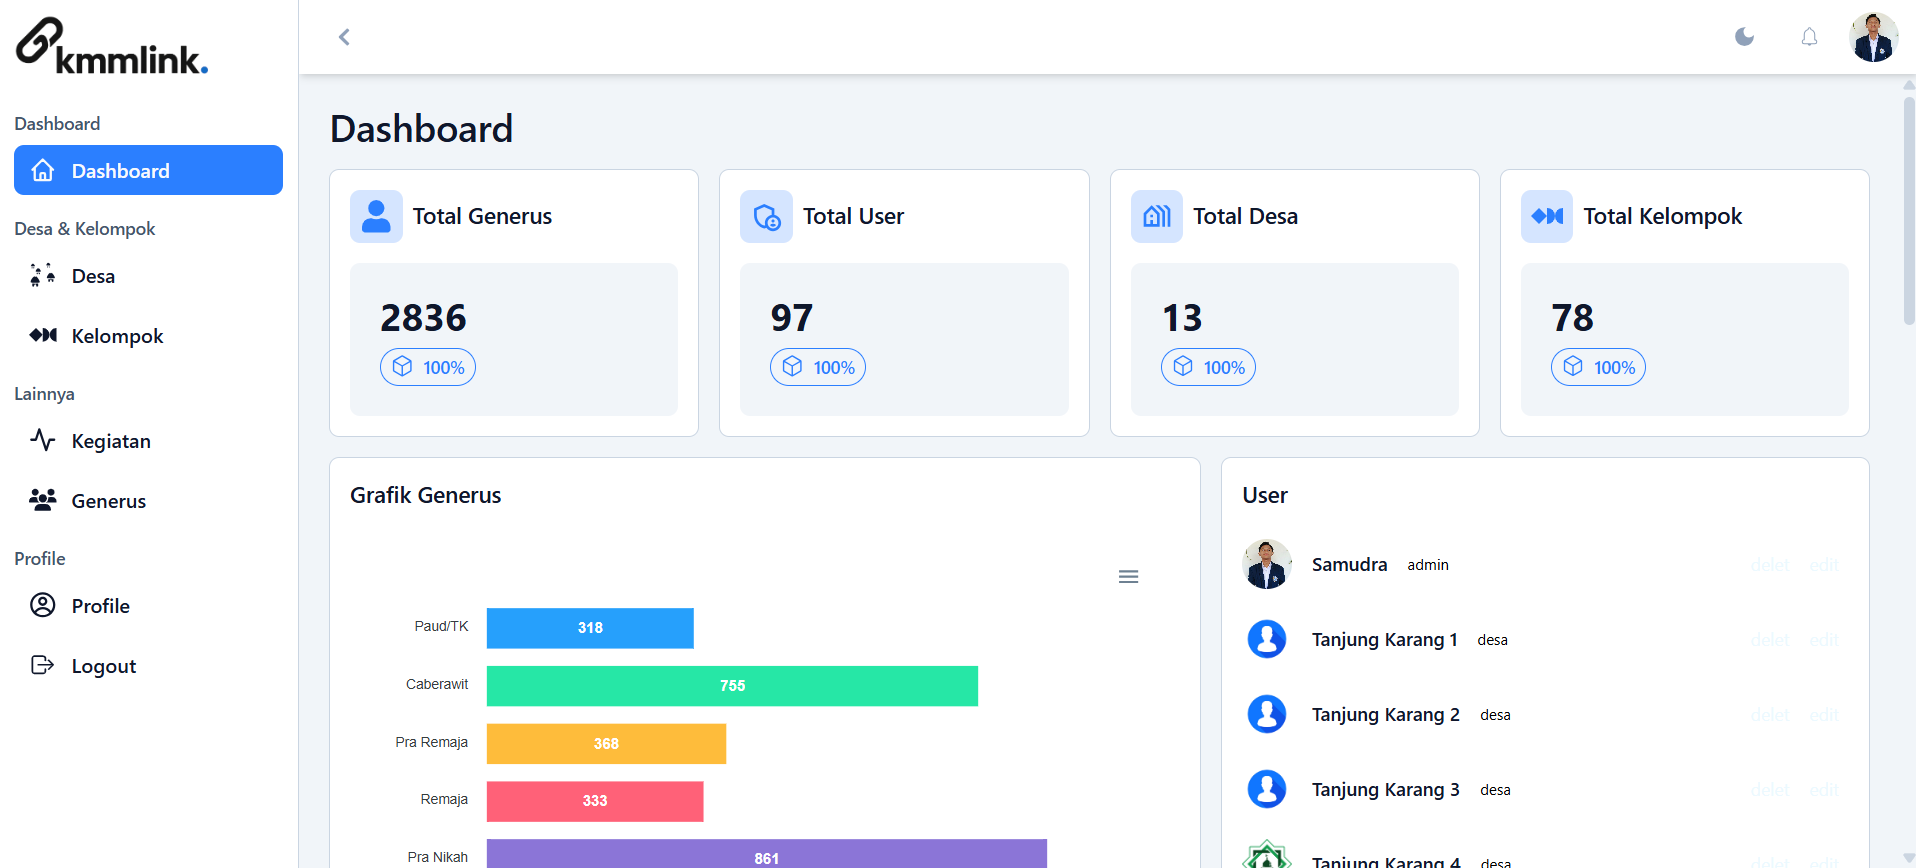 kmmlink.
Dashboard
Dashboard
Desa & Kelompok
Desa
Kelompok
Lainnya
Kegiatan
Generus
Profile
Profile
Logout
Dashboard
Total Generus
2836
100%
Total User
97
100%
Total Desa
13
100%
Total Kelompok
78
100%
Grafik Generus
Paud/TK 318
Caberawit 755
Pra Remaja 368
Remaja 333
Pra Nikah 861
User
Samudra admin delet edit
Tanjung Karang 1 desa delet edit
Tanjung Karang 2 desa delet edit
Tanjung Karang 3 desa delet edit
Tanjung Karang 4 desa delet edit